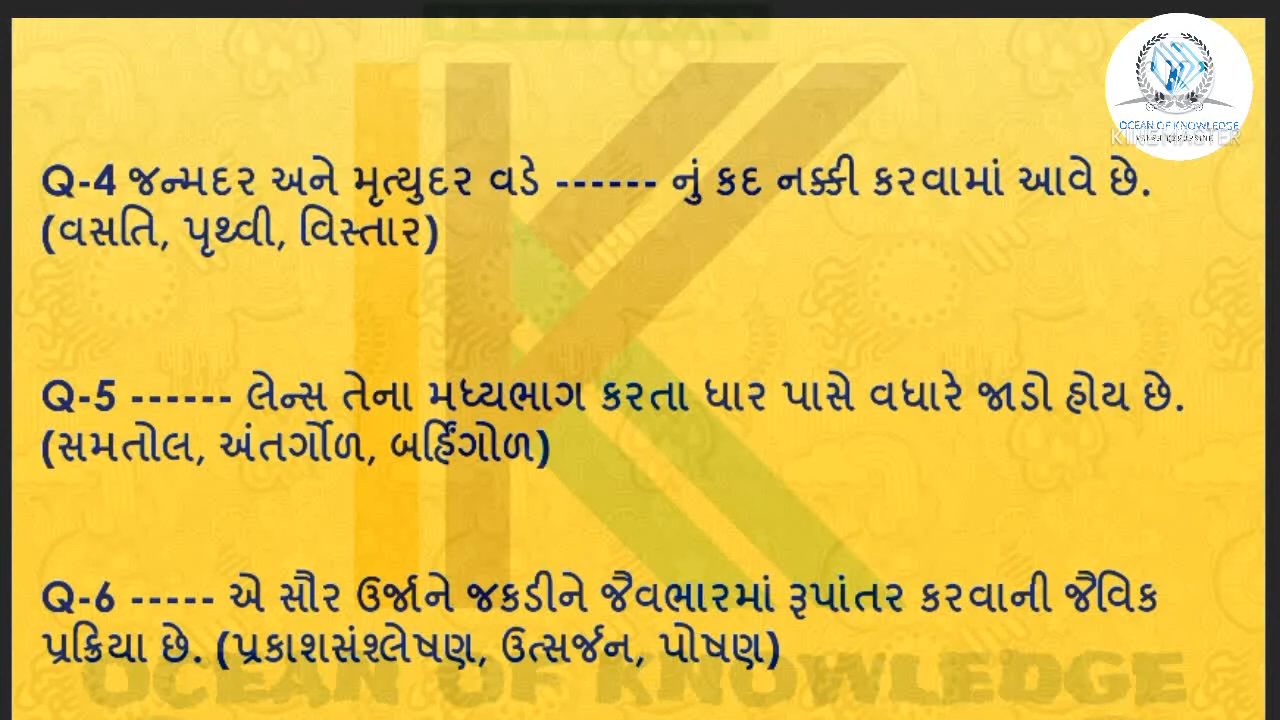 OCEAN OF KNOWLEDGE
KINEMASTER
Q-4 જન્મદર અને મૃત્યુદર વડે ------ નું કદ નક્કી કરવામાં આવે છે.
(વસતિ, પૃથ્વી, વિસ્તાર)
Q-5 ------ લેન્સ તેના મધ્યભાગ કરતા ધાર પાસે વધારે જાડો હોય છે.
(સમતોલ, અંતર્ગોળ, બર્હિગોળ)
Q-6 ----- એ સૌર ઉર્જાને જકડીને જૈવભારમાં રૂપાંતર કરવાની જૈવિક
પ્રક્રિયા છે. (પ્રકાશસંશ્લેષણ, ઉત્સર્જન, પોષણ)
OCEAN OF KNOWLEDGE